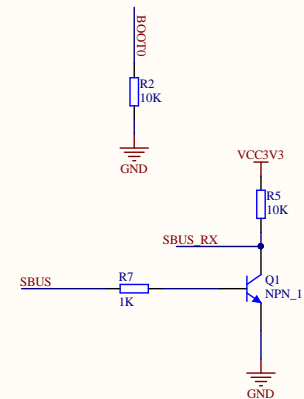 BOOT0
R2
10K
GND
VCC3V3
R5
10K
SBUS_RX
Q1
NPN_1
SBUS
R7
1K
GND